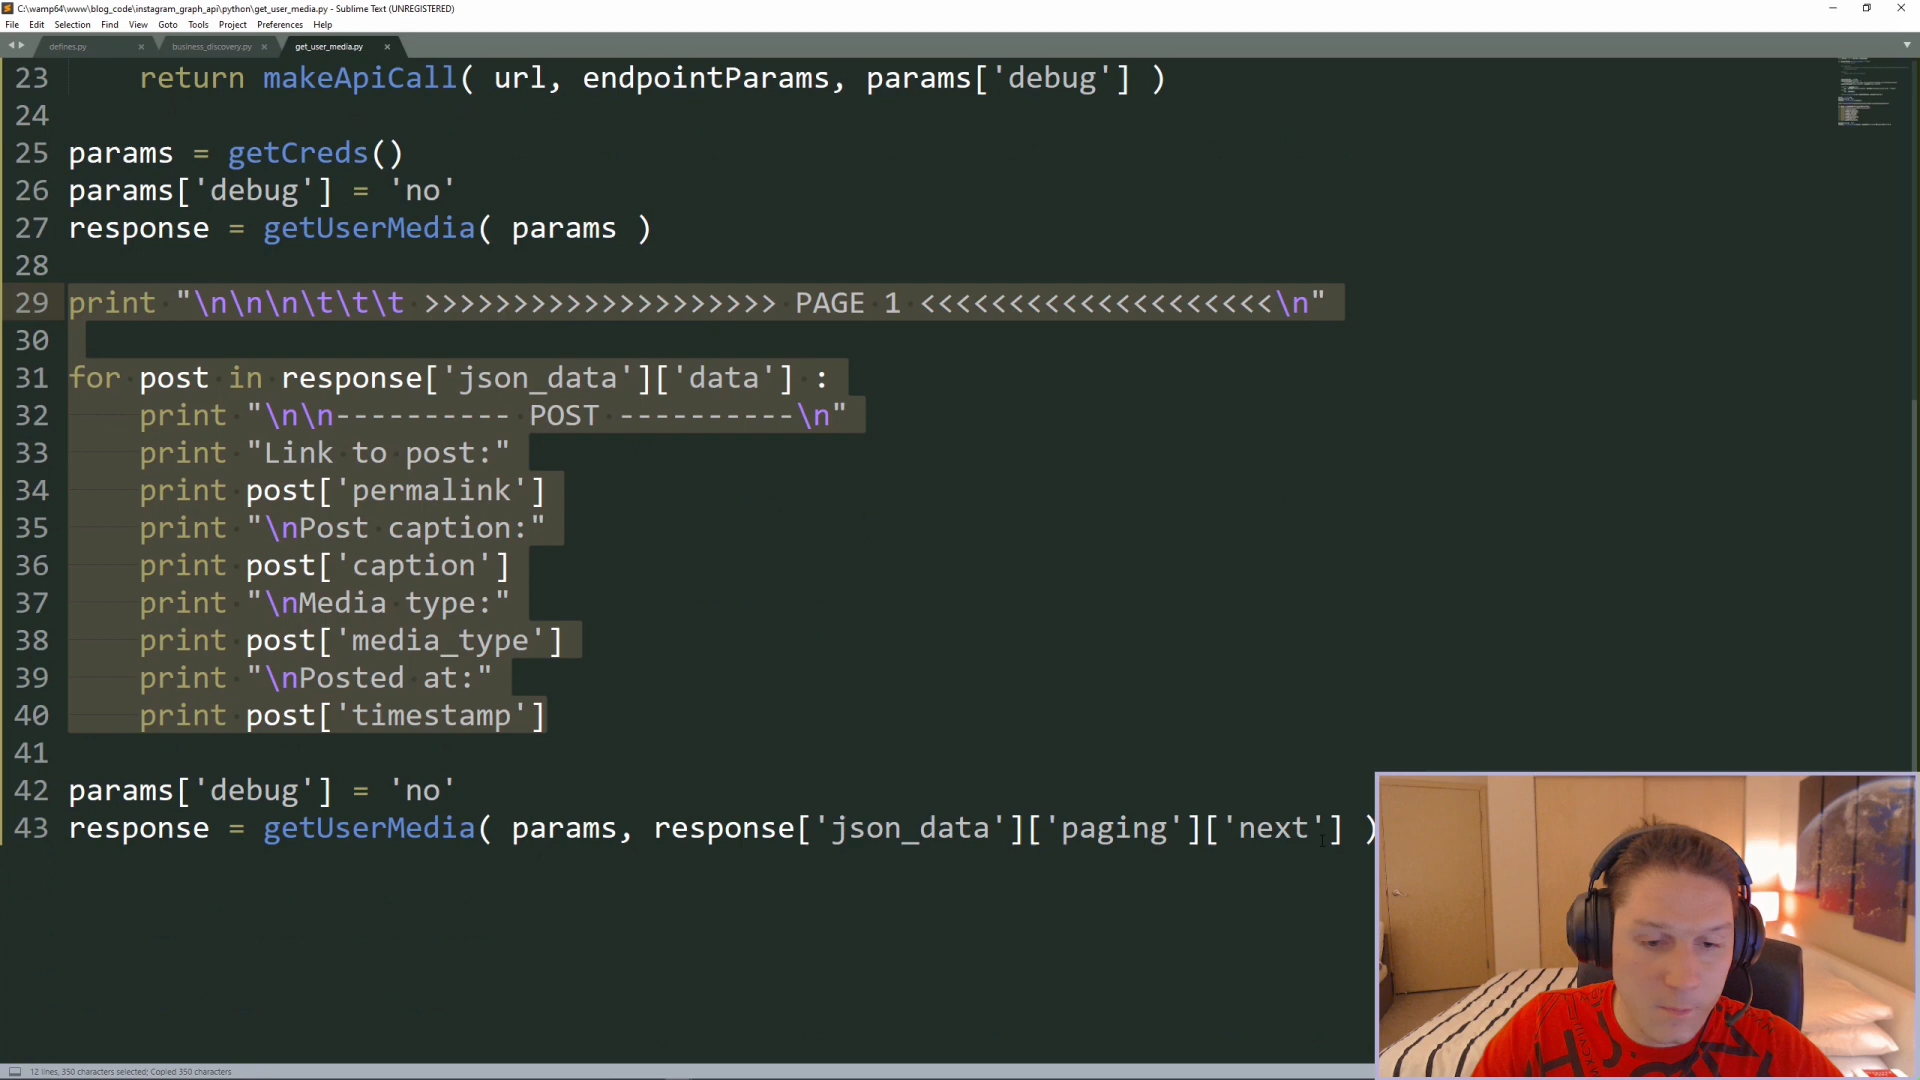 C:\wamp64\www\blog_code\instagram_graph_api\python\get_user_media.py - Sublime Text (UNREGISTERED)
File Edit Selection Find View Goto Tools Project Preferences Help
defines.py business_discovery.py get_user_media.py
23 return makeApiCall( url, endpointParams, params['debug'] )
24
25 params = getCreds()
26 params['debug'] = 'no'
27 response = getUserMedia( params )
28
29 print "\n\n\n\t\t\t >>>>>>>>>>>>>>>>>>>> PAGE 1 <<<<<<<<<<<<<<<<<<<<\n"
30
31 for post in response['json_data']['data'] :
32 print "\n\n---------- POST ----------\n"
33 print "Link to post:"
34 print post['permalink']
35 print "\nPost caption:"
36 print post['caption']
37 print "\nMedia type:"
38 print post['media_type']
39 print "\nPosted at:"
40 print post['timestamp']
41
42 params['debug'] = 'no'
43 response = getUserMedia( params, response['json_data']['paging']['next'] )
12 lines, 350 characters selected; Copied 350 characters